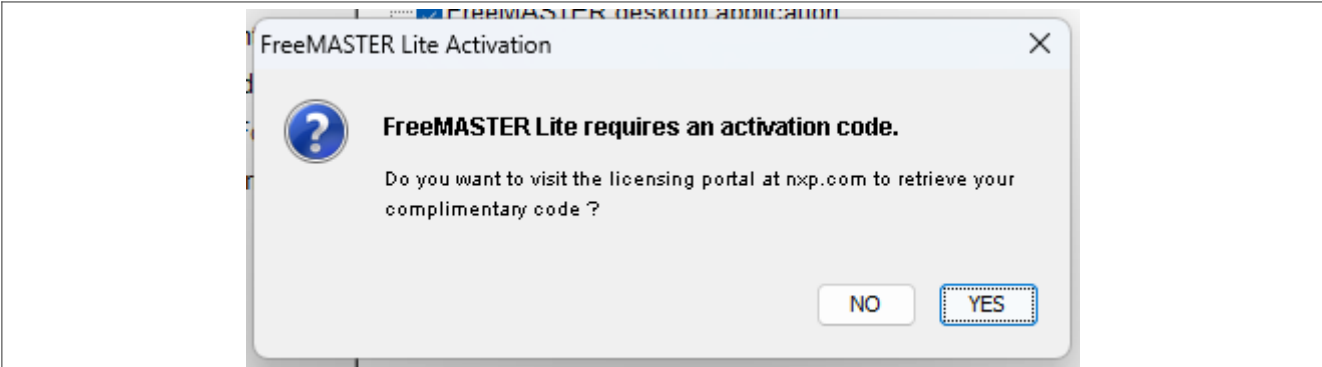 FreeMASTER desktop application
FreeMASTER Lite Activation
FreeMASTER Lite requires an activation code.
Do you want to visit the licensing portal at nxp.com to retrieve your
complimentary code ?
NO
YES